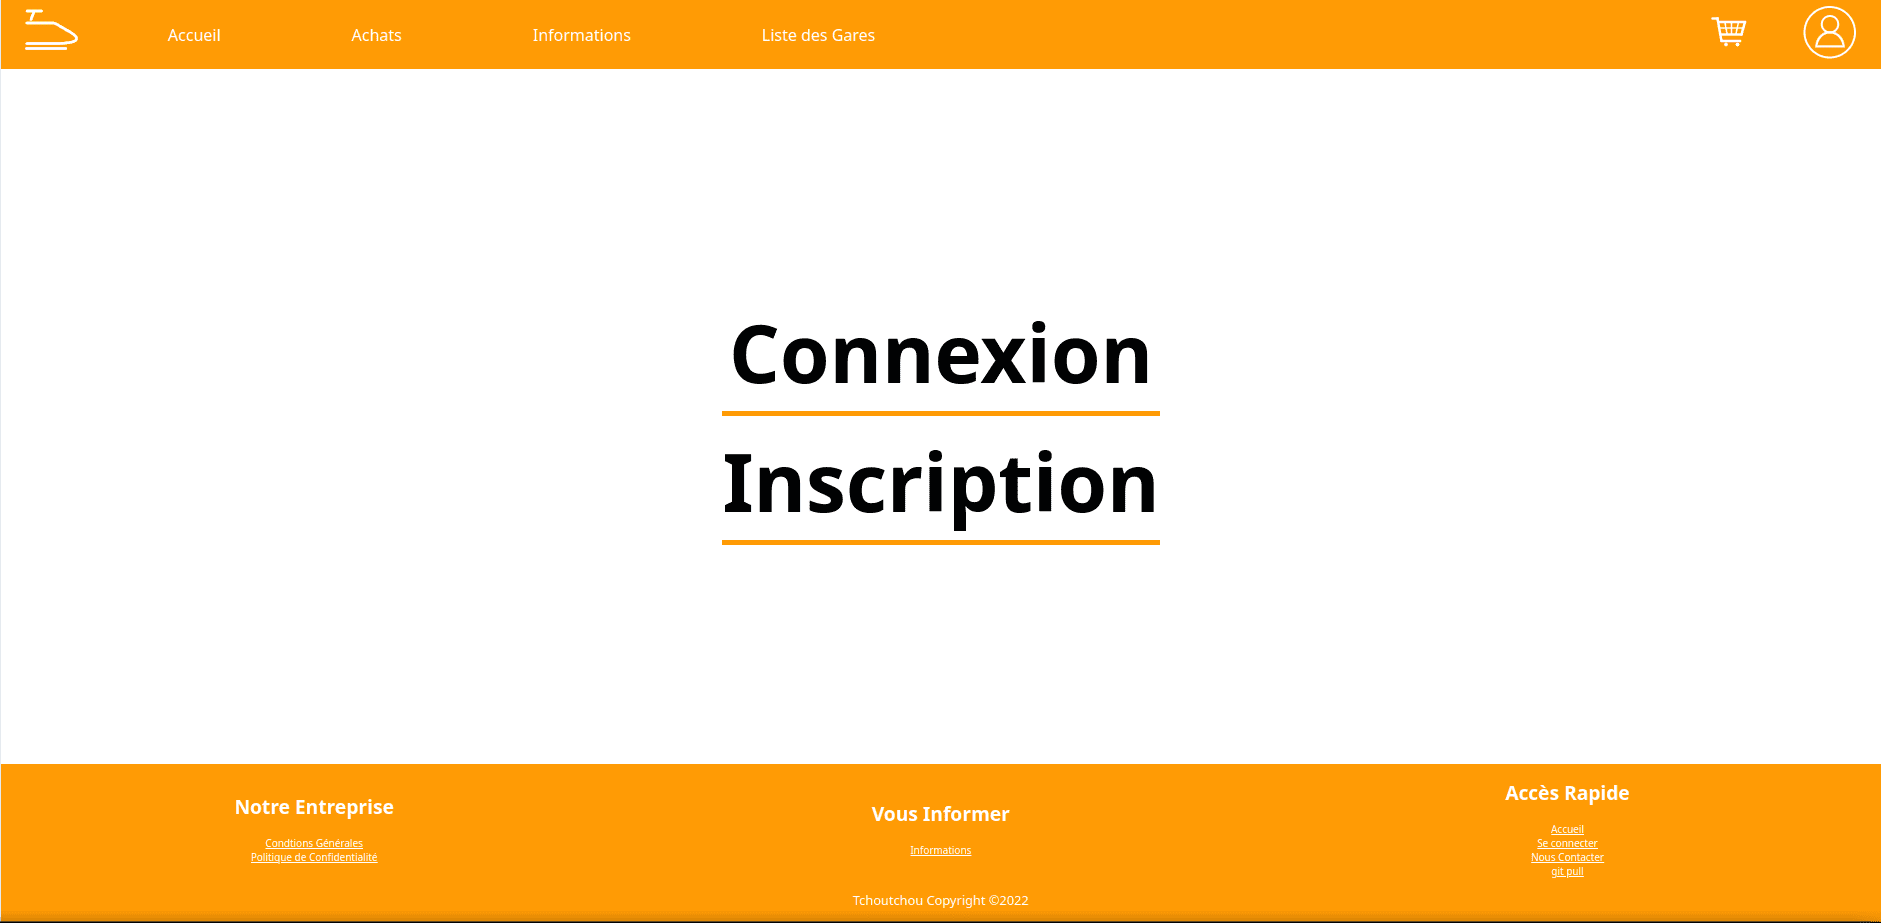 Accueil
Achats
Informations
Liste des Gares
Connexion
Inscription
Notre Entreprise
Condtions Générales
Politique de Confidentialité
Vous Informer
Informations
Accès Rapide
Accueil
Se connecter
Nous Contacter
git pull
Tchoutchou Copyright ©2022